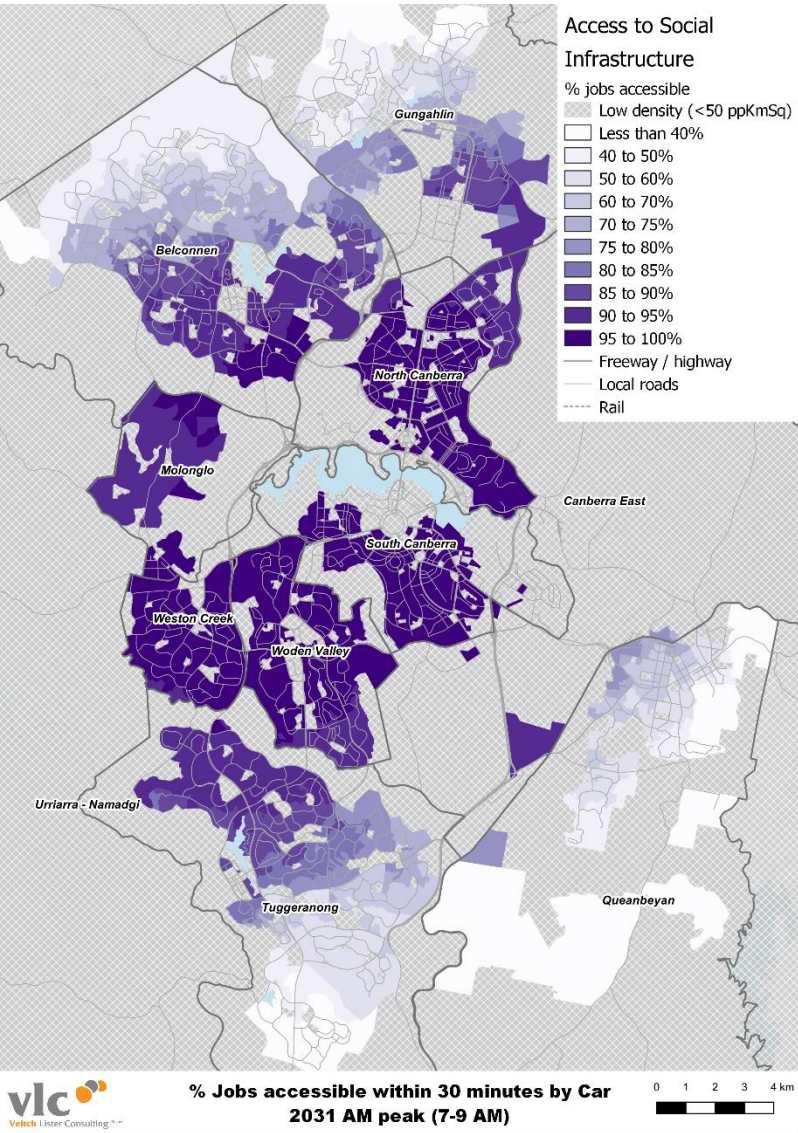 Access to Social
Infrastructure
% jobs accessible
Low density (<50 ppKmSq)
Less than 40%
40 to 50%
50 to 60%
60 to 70%
70 to 75%
75 to 80%
80 to 85%
85 to 90%
90 to 95%
95 to 100%
Freeway / highway
Local roads
Rail
Gungahlin
Belconnen
North Canberra
Molonglo
Canberra East
South Canberra
Weston Creek
Woden Valley
Urriarra - Namadgi
Queanbeyan
Tuggeranong
vlc
Veitch Lister Consulting
% Jobs accessible within 30 minutes by Car
2031 AM peak (7-9 AM)
0 1 2 3 4 km